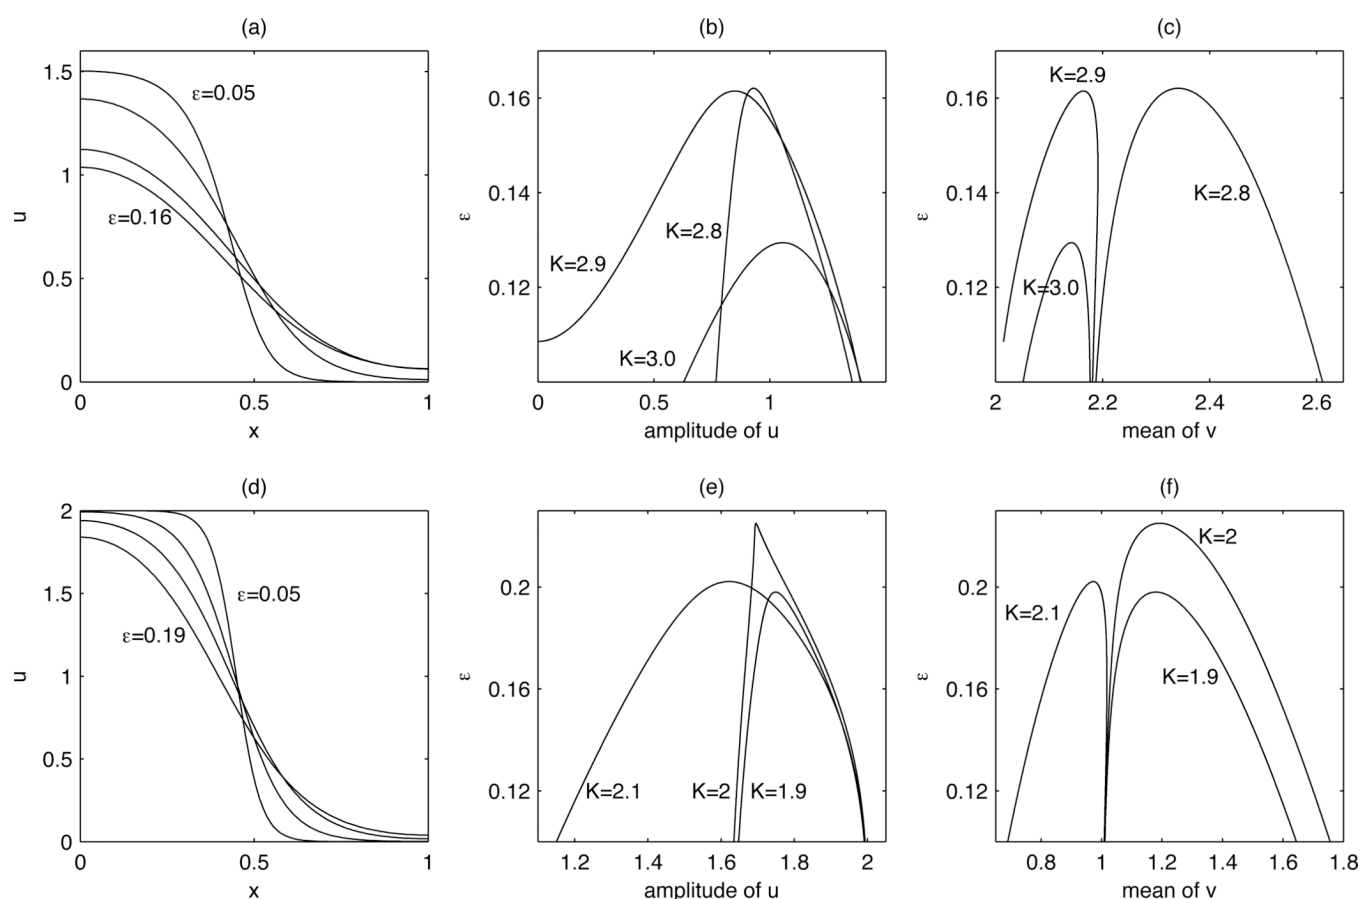 (a)
u
1.5
1
0.5
0
ε=0.05
ε=0.16
0
0.5
1
x
(b)
ε
0.16
0.14
0.12
K=2.9
K=2.8
K=3.0
0
0.5
1
amplitude of u
(c)
ε
0.16
0.14
0.12
K=2.9
K=2.8
K=3.0
2
2.2
2.4
2.6
mean of v
(d)
u
2
1.5
1
0.5
0
ε=0.05
ε=0.19
0
0.5
1
x
(e)
ε
0.2
0.16
0.12
K=2.1
K=2
K=1.9
1.2
1.4
1.6
1.8
2
amplitude of u
(f)
ε
0.2
0.16
0.12
K=2
K=2.1
K=1.9
0.8
1
1.2
1.4
1.6
1.8
mean of v